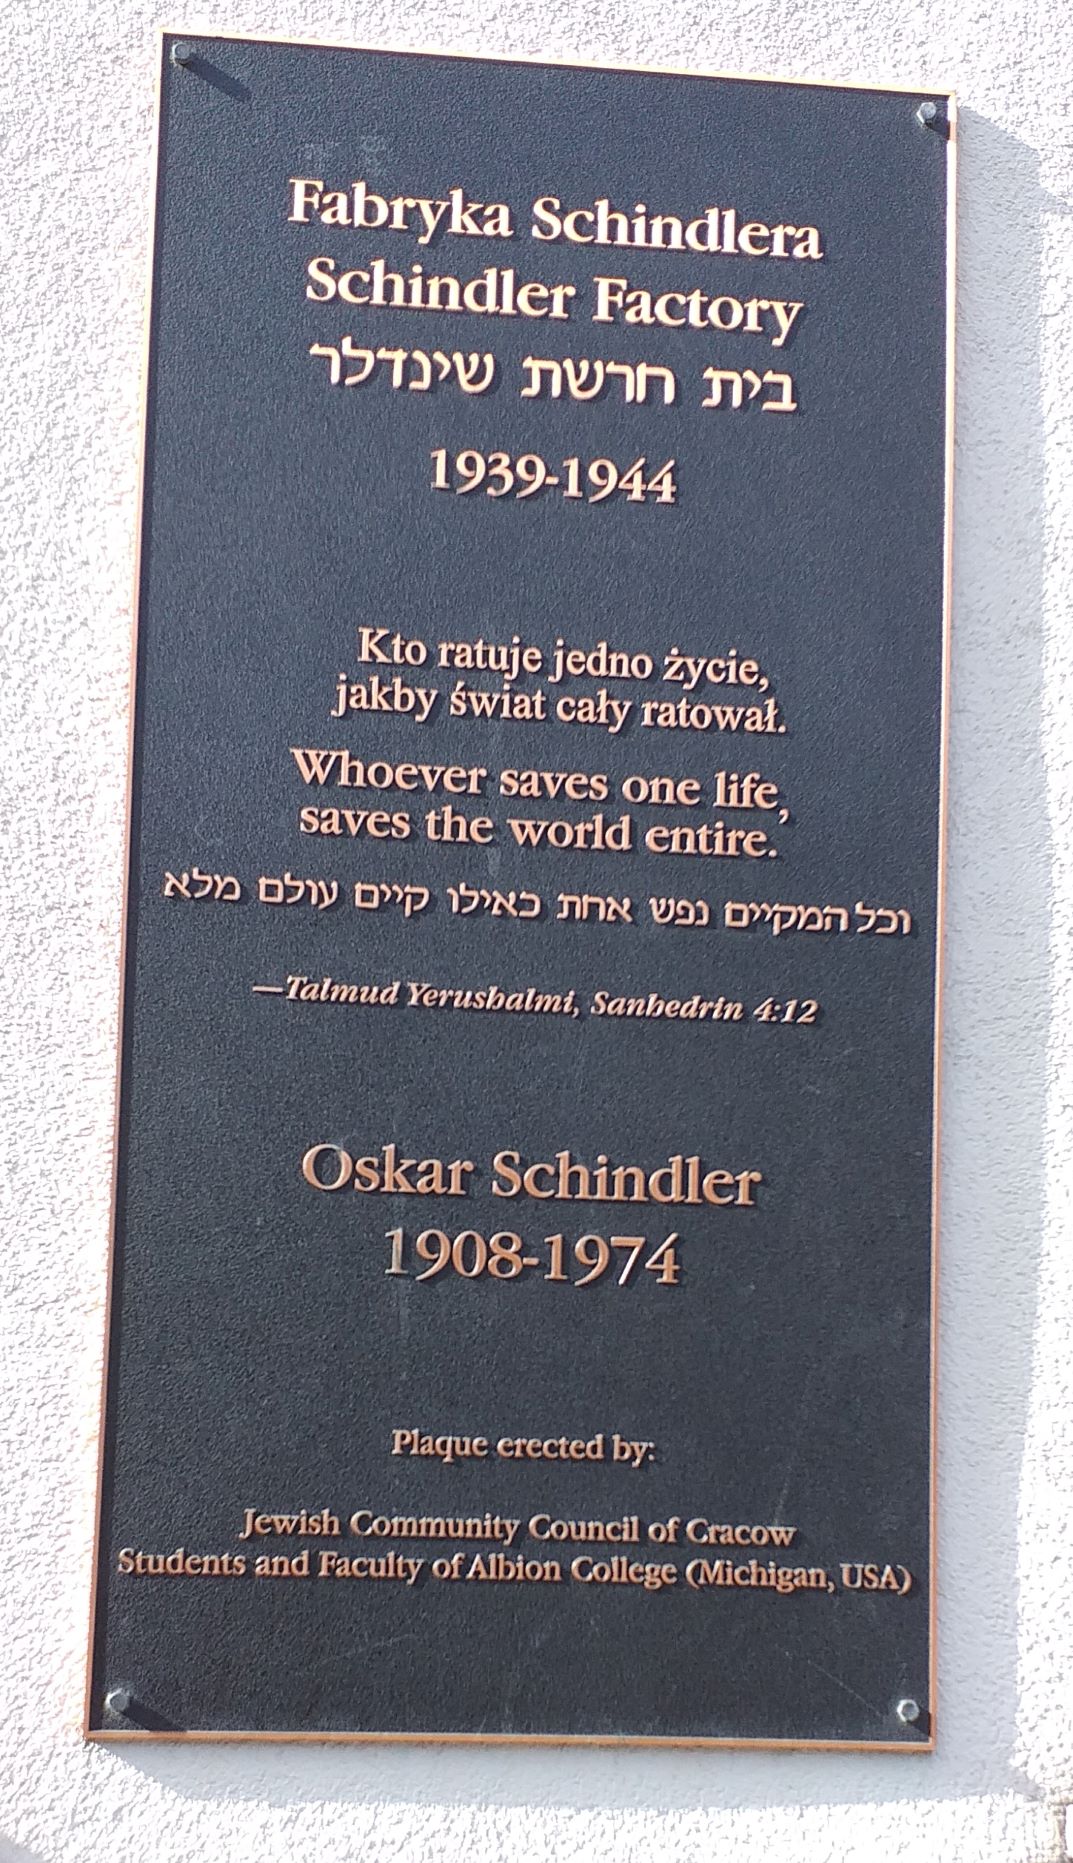 Fabryka Schindlera
Schindler Factory
בית חרשת שינדלר
1939-1944
Kto ratuje jedno życie,
jakby świat cały ratował.
Whoever saves one life,
saves the world entire.
וכל המקיים נפש אחת כאילו קיים עולם מלא
—Talmud Yerushalmi, Sanhedrin 4:12
Oskar Schindler
1908-1974
Plaque erected by:
Jewish Community Council of Cracow
Students and Faculty of Albion College (Michigan, USA)